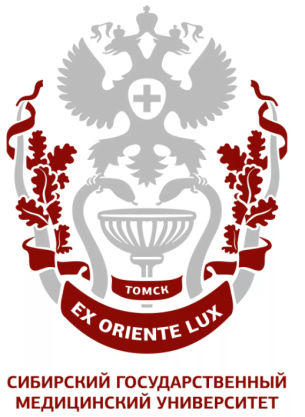 ТОМСК
EX ORIENTE LUX
СИБИРСКИЙ ГОСУДАРСТВЕННЫЙ
МЕДИЦИНСКИЙ УНИВЕРСИТЕТ